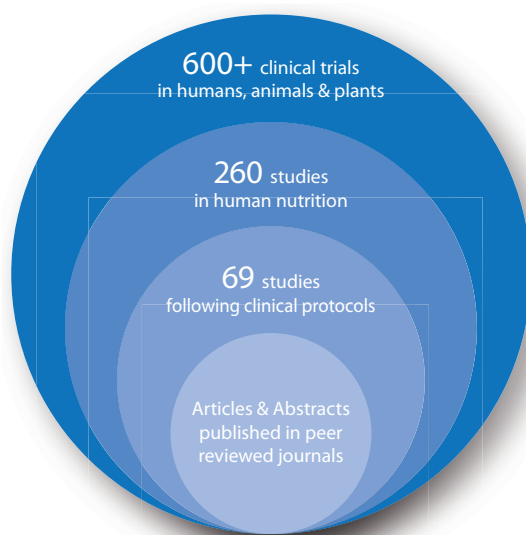 600+ clinical trials
in humans, animals & plants
260 studies
in human nutrition
69 studies
following clinical protocols
Articles & Abstracts
published in peer
reviewed journals